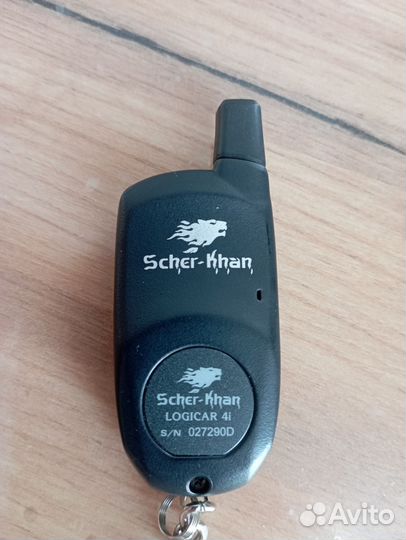 Scher-Khan
Scher-Khan
LOGICAR 4i
S/N 027290D
Avito